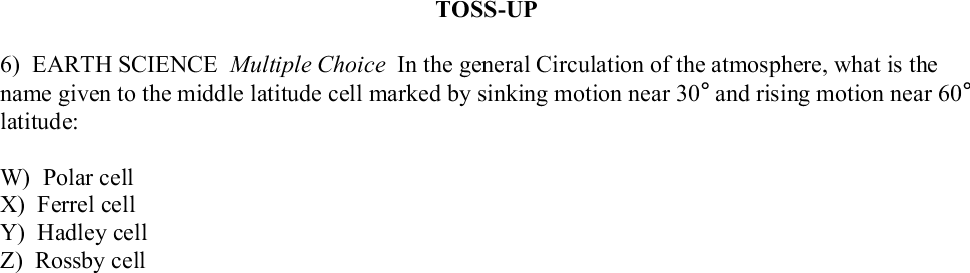 TOSS-UP
6) EARTH SCIENCE Multiple Choice In the general Circulation of the atmosphere, what is the
name given to the middle latitude cell marked by sinking motion near 30° and rising motion near 60°
latitude:
W) Polar cell
X) Ferrel cell
Y) Hadley cell
Z) Rossby cell